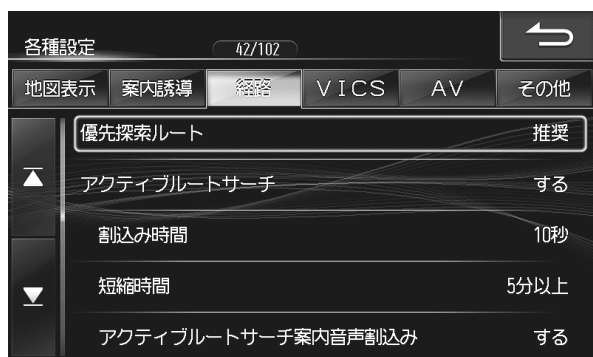 各種設定 42/102
地図表示 案内誘導 経路 VICS AV その他
優先探索ルート 推奨
アクティブルートサーチ する
割込み時間 10秒
短縮時間 5分以上
アクティブルートサーチ案内音声割込み する